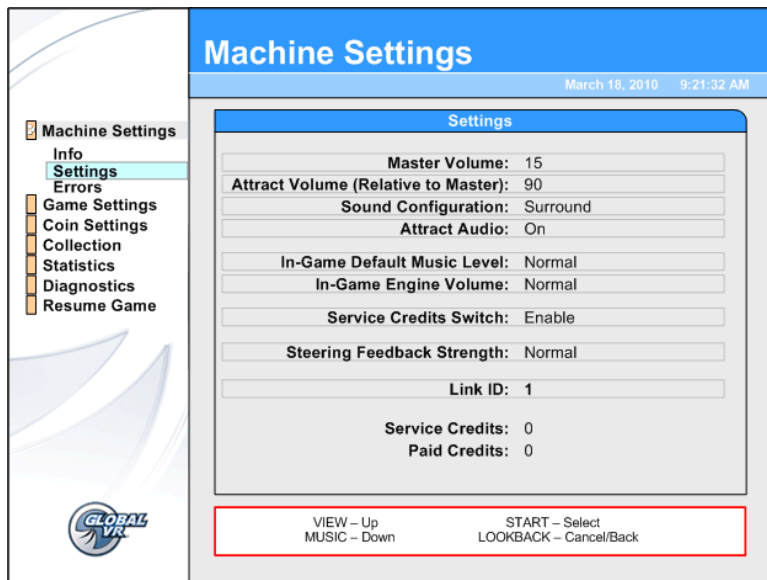 Machine Settings
March 18, 2010 9:21:32 AM
Machine Settings
Info
Settings
Errors
Game Settings
Coin Settings
Collection
Statistics
Diagnostics
Resume Game
Settings
Master Volume: 15
Attract Volume (Relative to Master): 90
Sound Configuration: Surround
Attract Audio: On
In-Game Default Music Level: Normal
In-Game Engine Volume: Normal
Service Credits Switch: Enable
Steering Feedback Strength: Normal
Link ID: 1
Service Credits: 0
Paid Credits: 0
VIEW – Up START – Select
MUSIC – Down LOOKBACK – Cancel/Back
GLOBAL
VR